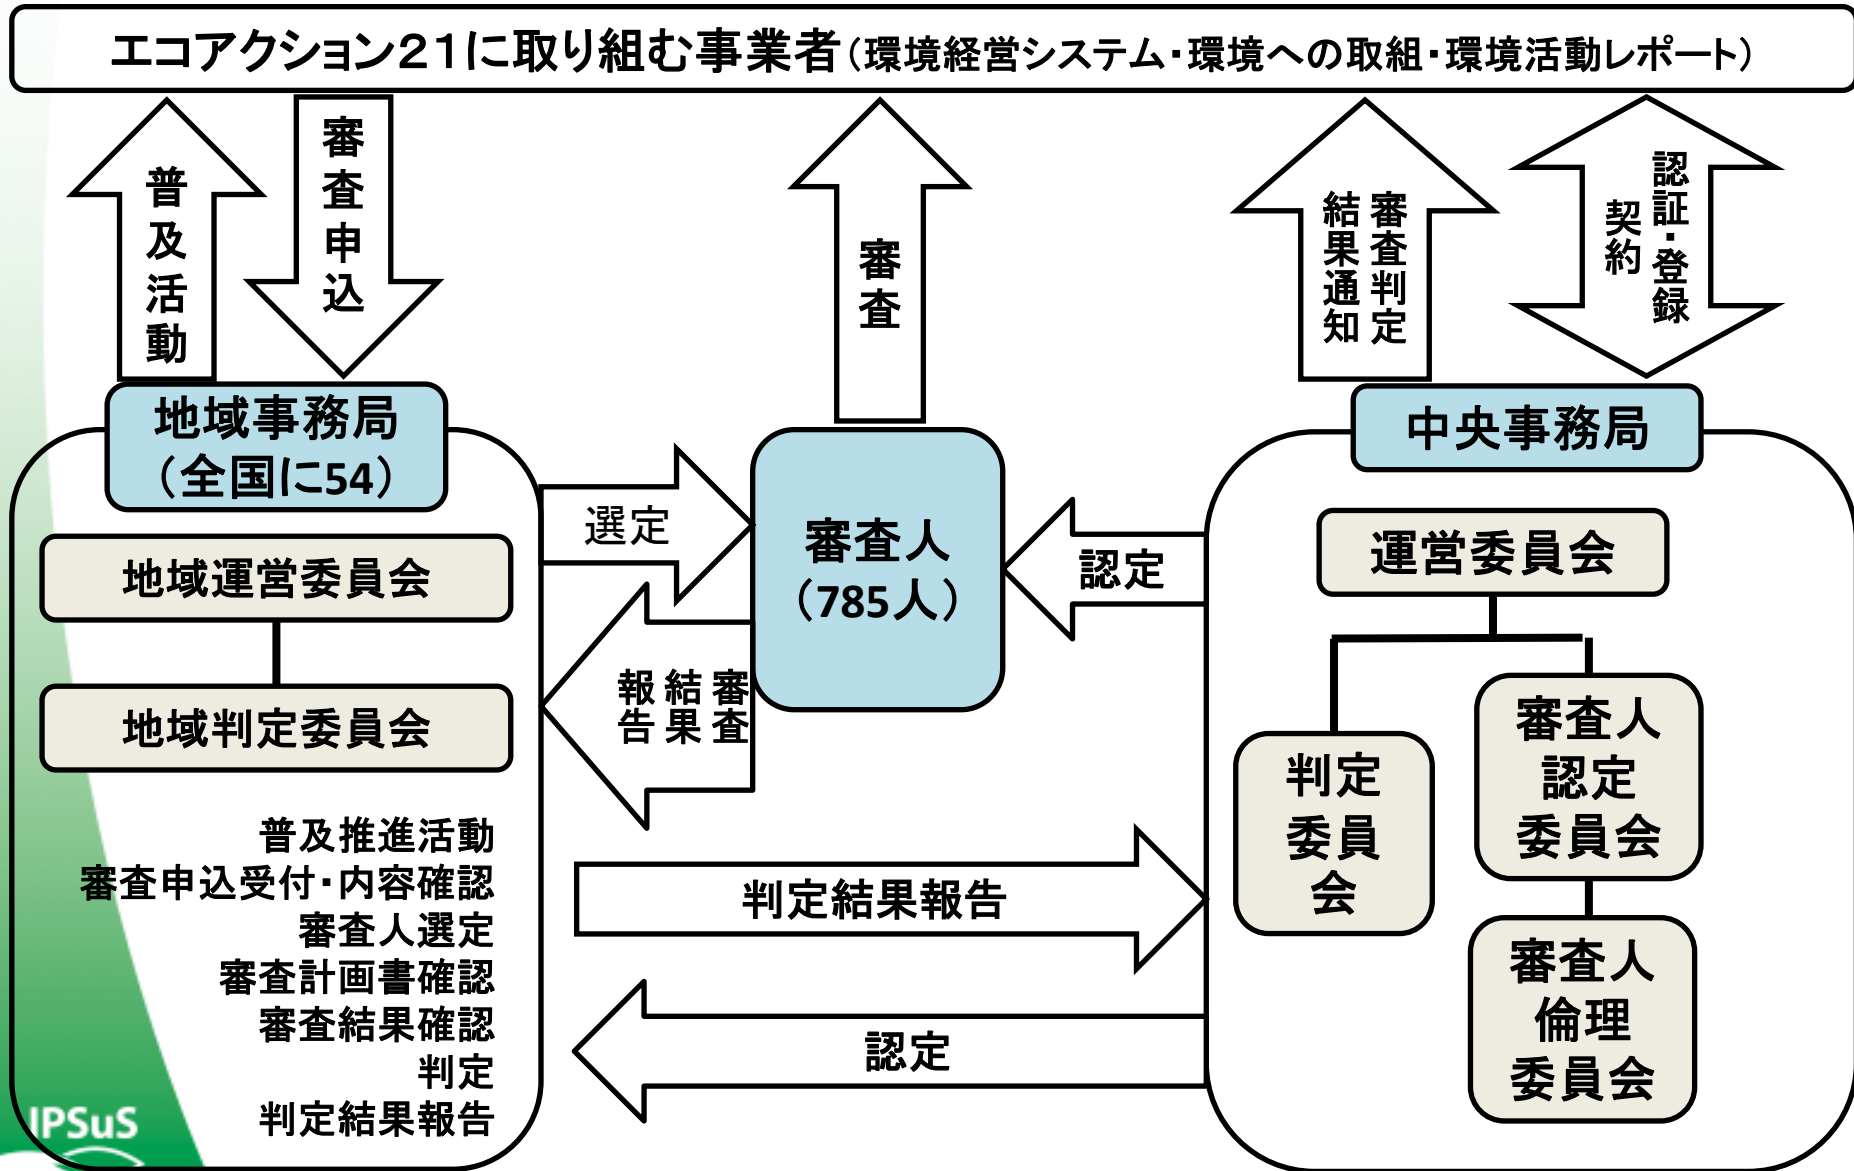 エコアクション21に取り組む事業者(環境経営システム・環境への取組・環境活動レポート)
普及活動
審査申込
審査
審査判定
結果通知
認証・登録
契約
地域事務局
(全国に54)
地域運営委員会
地域判定委員会
普及推進活動
審査申込受付・内容確認
審査人選定
審査計画書確認
審査結果確認
判定
判定結果報告
選定
審査
結果
報告
審査人
(785人)
認定
判定結果報告
認定
中央事務局
運営委員会
判定
委員
会
審査人
認定
委員会
審査人
倫理
委員会
IPSuS